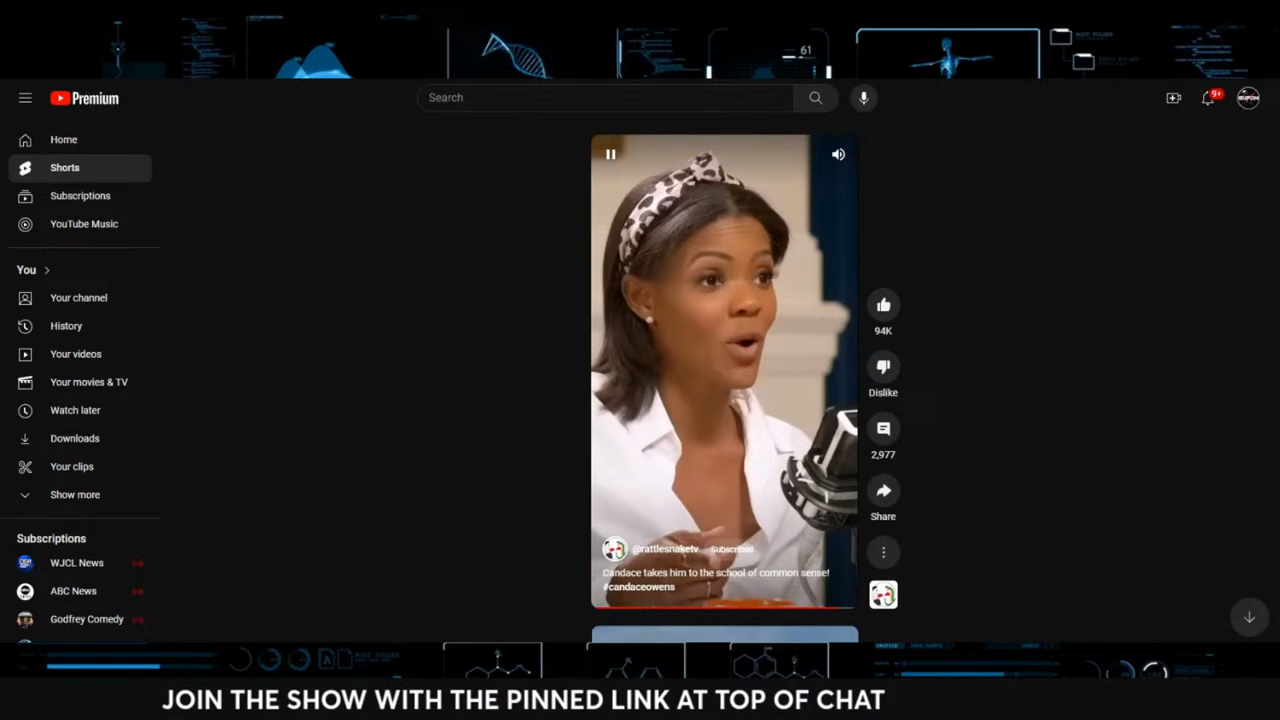 61
Premium
Search
9+
Home
Shorts
Subscriptions
YouTube Music
You
Your channel
History
Your videos
Your movies & TV
Watch later
Downloads
Your clips
Show more
Subscriptions
WJCL News
ABC News
Godfrey Comedy
94K
Dislike
2,977
Share
@rattlesnaketv Subscribed
Candace takes him to the school of common sense!
#candaceowens
JOIN THE SHOW WITH THE PINNED LINK AT TOP OF CHAT